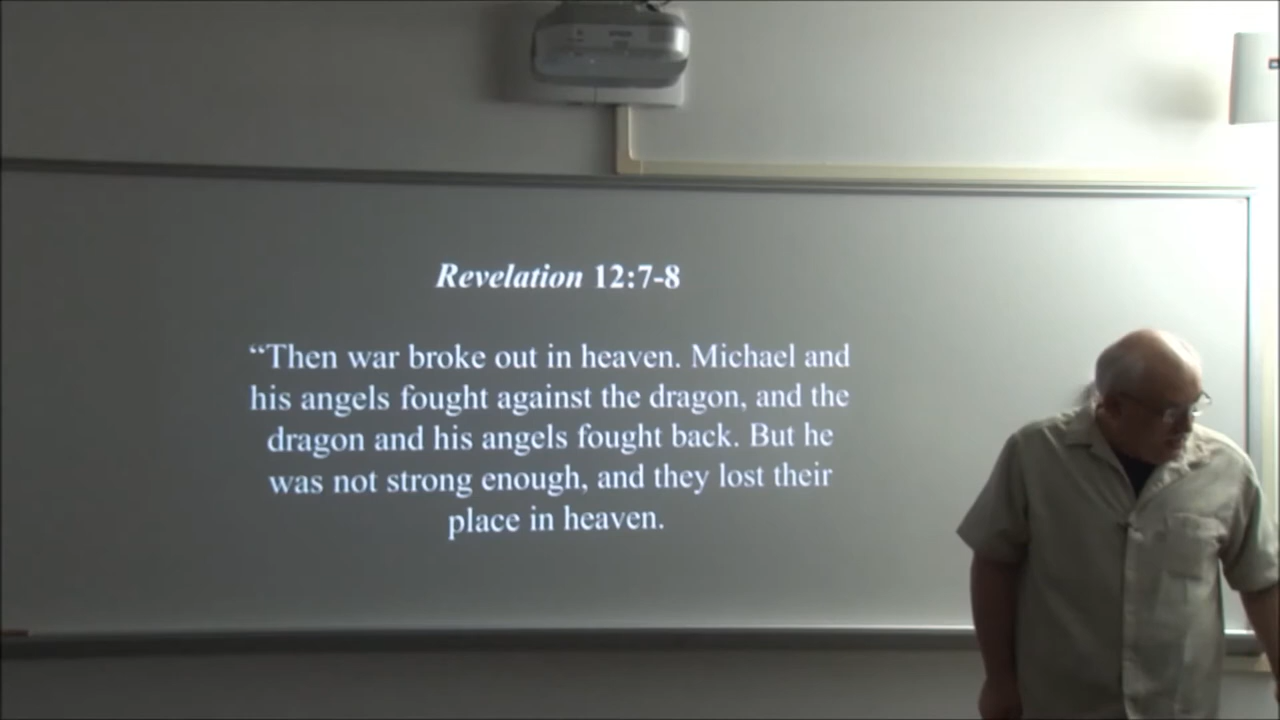 Revelation 12:7-8
“Then war broke out in heaven. Michael and
his angels fought against the dragon, and the
dragon and his angels fought back. But he
was not strong enough, and they lost their
place in heaven.